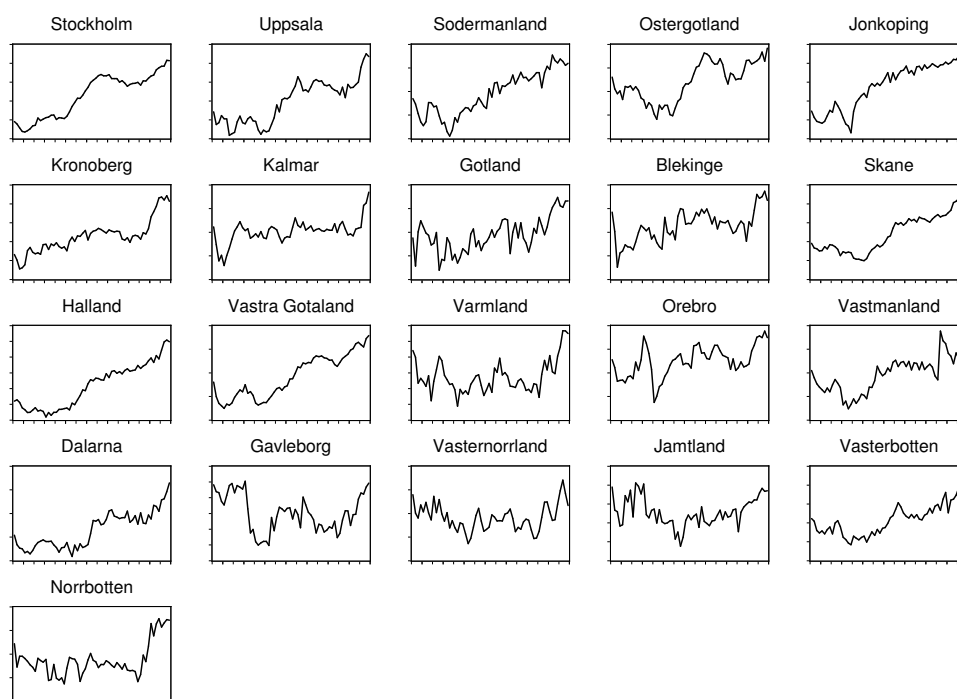 Stockholm Uppsala Sodermanland Ostergotland Jonkoping
Kronoberg Kalmar Gotland Blekinge Skane
Halland Vastra Gotaland Varmland Orebro Vastmanland
Dalarna Gavleborg Vasternorrland Jamtland Vasterbotten
Norrbotten